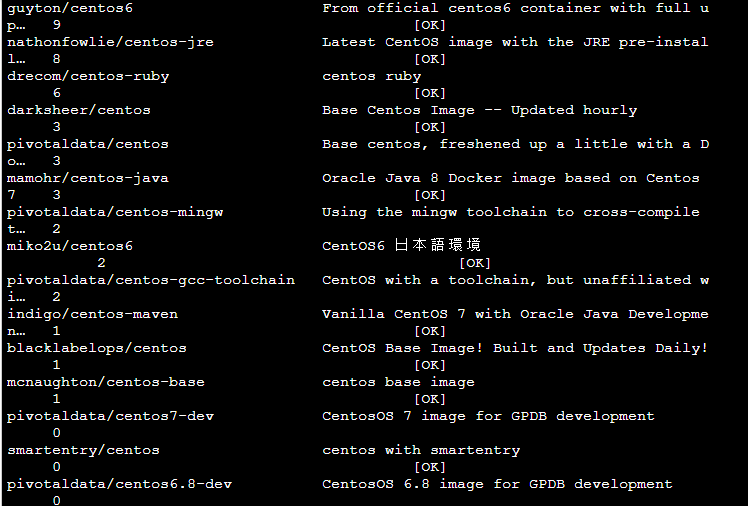 guyton/centos6 From official centos6 container with full u
p… 9 [OK]
nathonfowlie/centos-jre Latest CentOS image with the JRE pre-instal
l… 8 [OK]
drecom/centos-ruby centos ruby
6 [OK]
darksheer/centos Base Centos Image -- Updated hourly
3 [OK]
pivotaldata/centos Base centos, freshened up a little with a D
o… 3
mamohr/centos-java Oracle Java 8 Docker image based on Centos
7 3 [OK]
pivotaldata/centos-mingw Using the mingw toolchain to cross-compile
t… 2
miko2u/centos6 CentOS6 日本語環境
2 [OK]
pivotaldata/centos-gcc-toolchain CentOS with a toolchain, but unaffiliated w
i… 2
indigo/centos-maven Vanilla CentOS 7 with Oracle Java Developme
n… 1 [OK]
blacklabelops/centos CentOS Base Image! Built and Updates Daily!
1 [OK]
mcnaughton/centos-base centos base image
1 [OK]
pivotaldata/centos7-dev CentosOS 7 image for GPDB development
0
smartentry/centos centos with smartentry
0 [OK]
pivotaldata/centos6.8-dev CentosOS 6.8 image for GPDB development
0